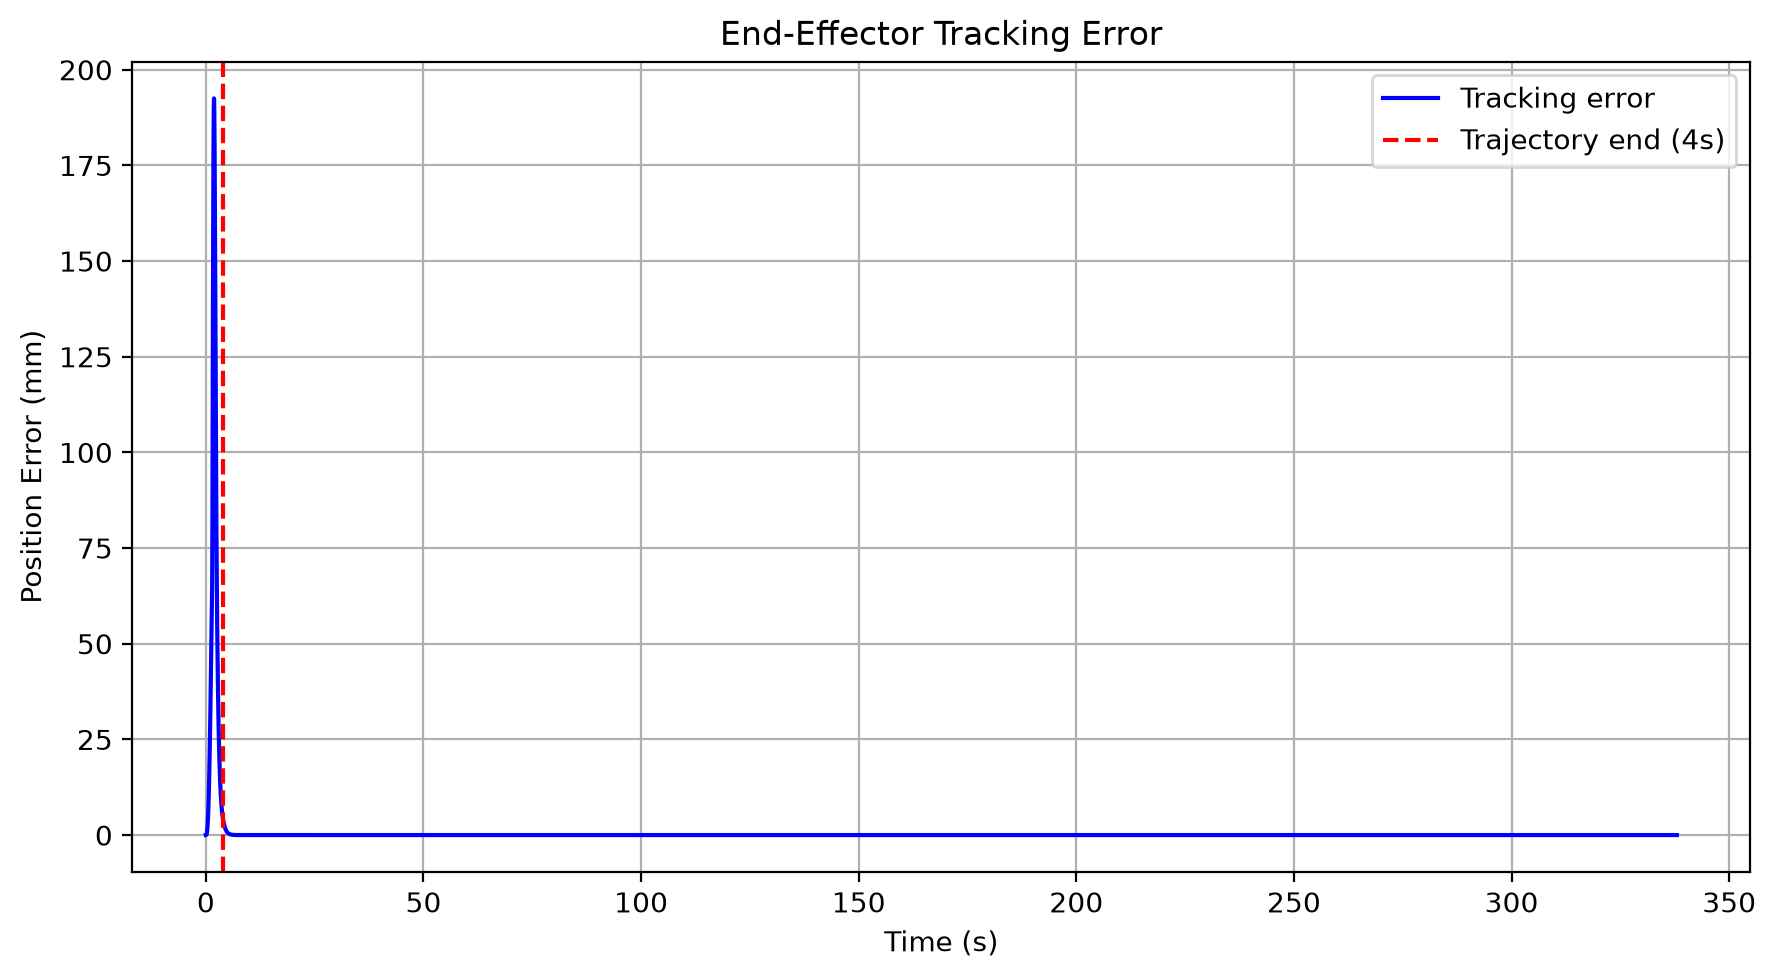 End-Effector Tracking Error
Tracking error
Trajectory end (4s)
Position Error (mm)
200
175
150
125
100
75
50
25
0
0 50 100 150 200 250 300 350
Time (s)